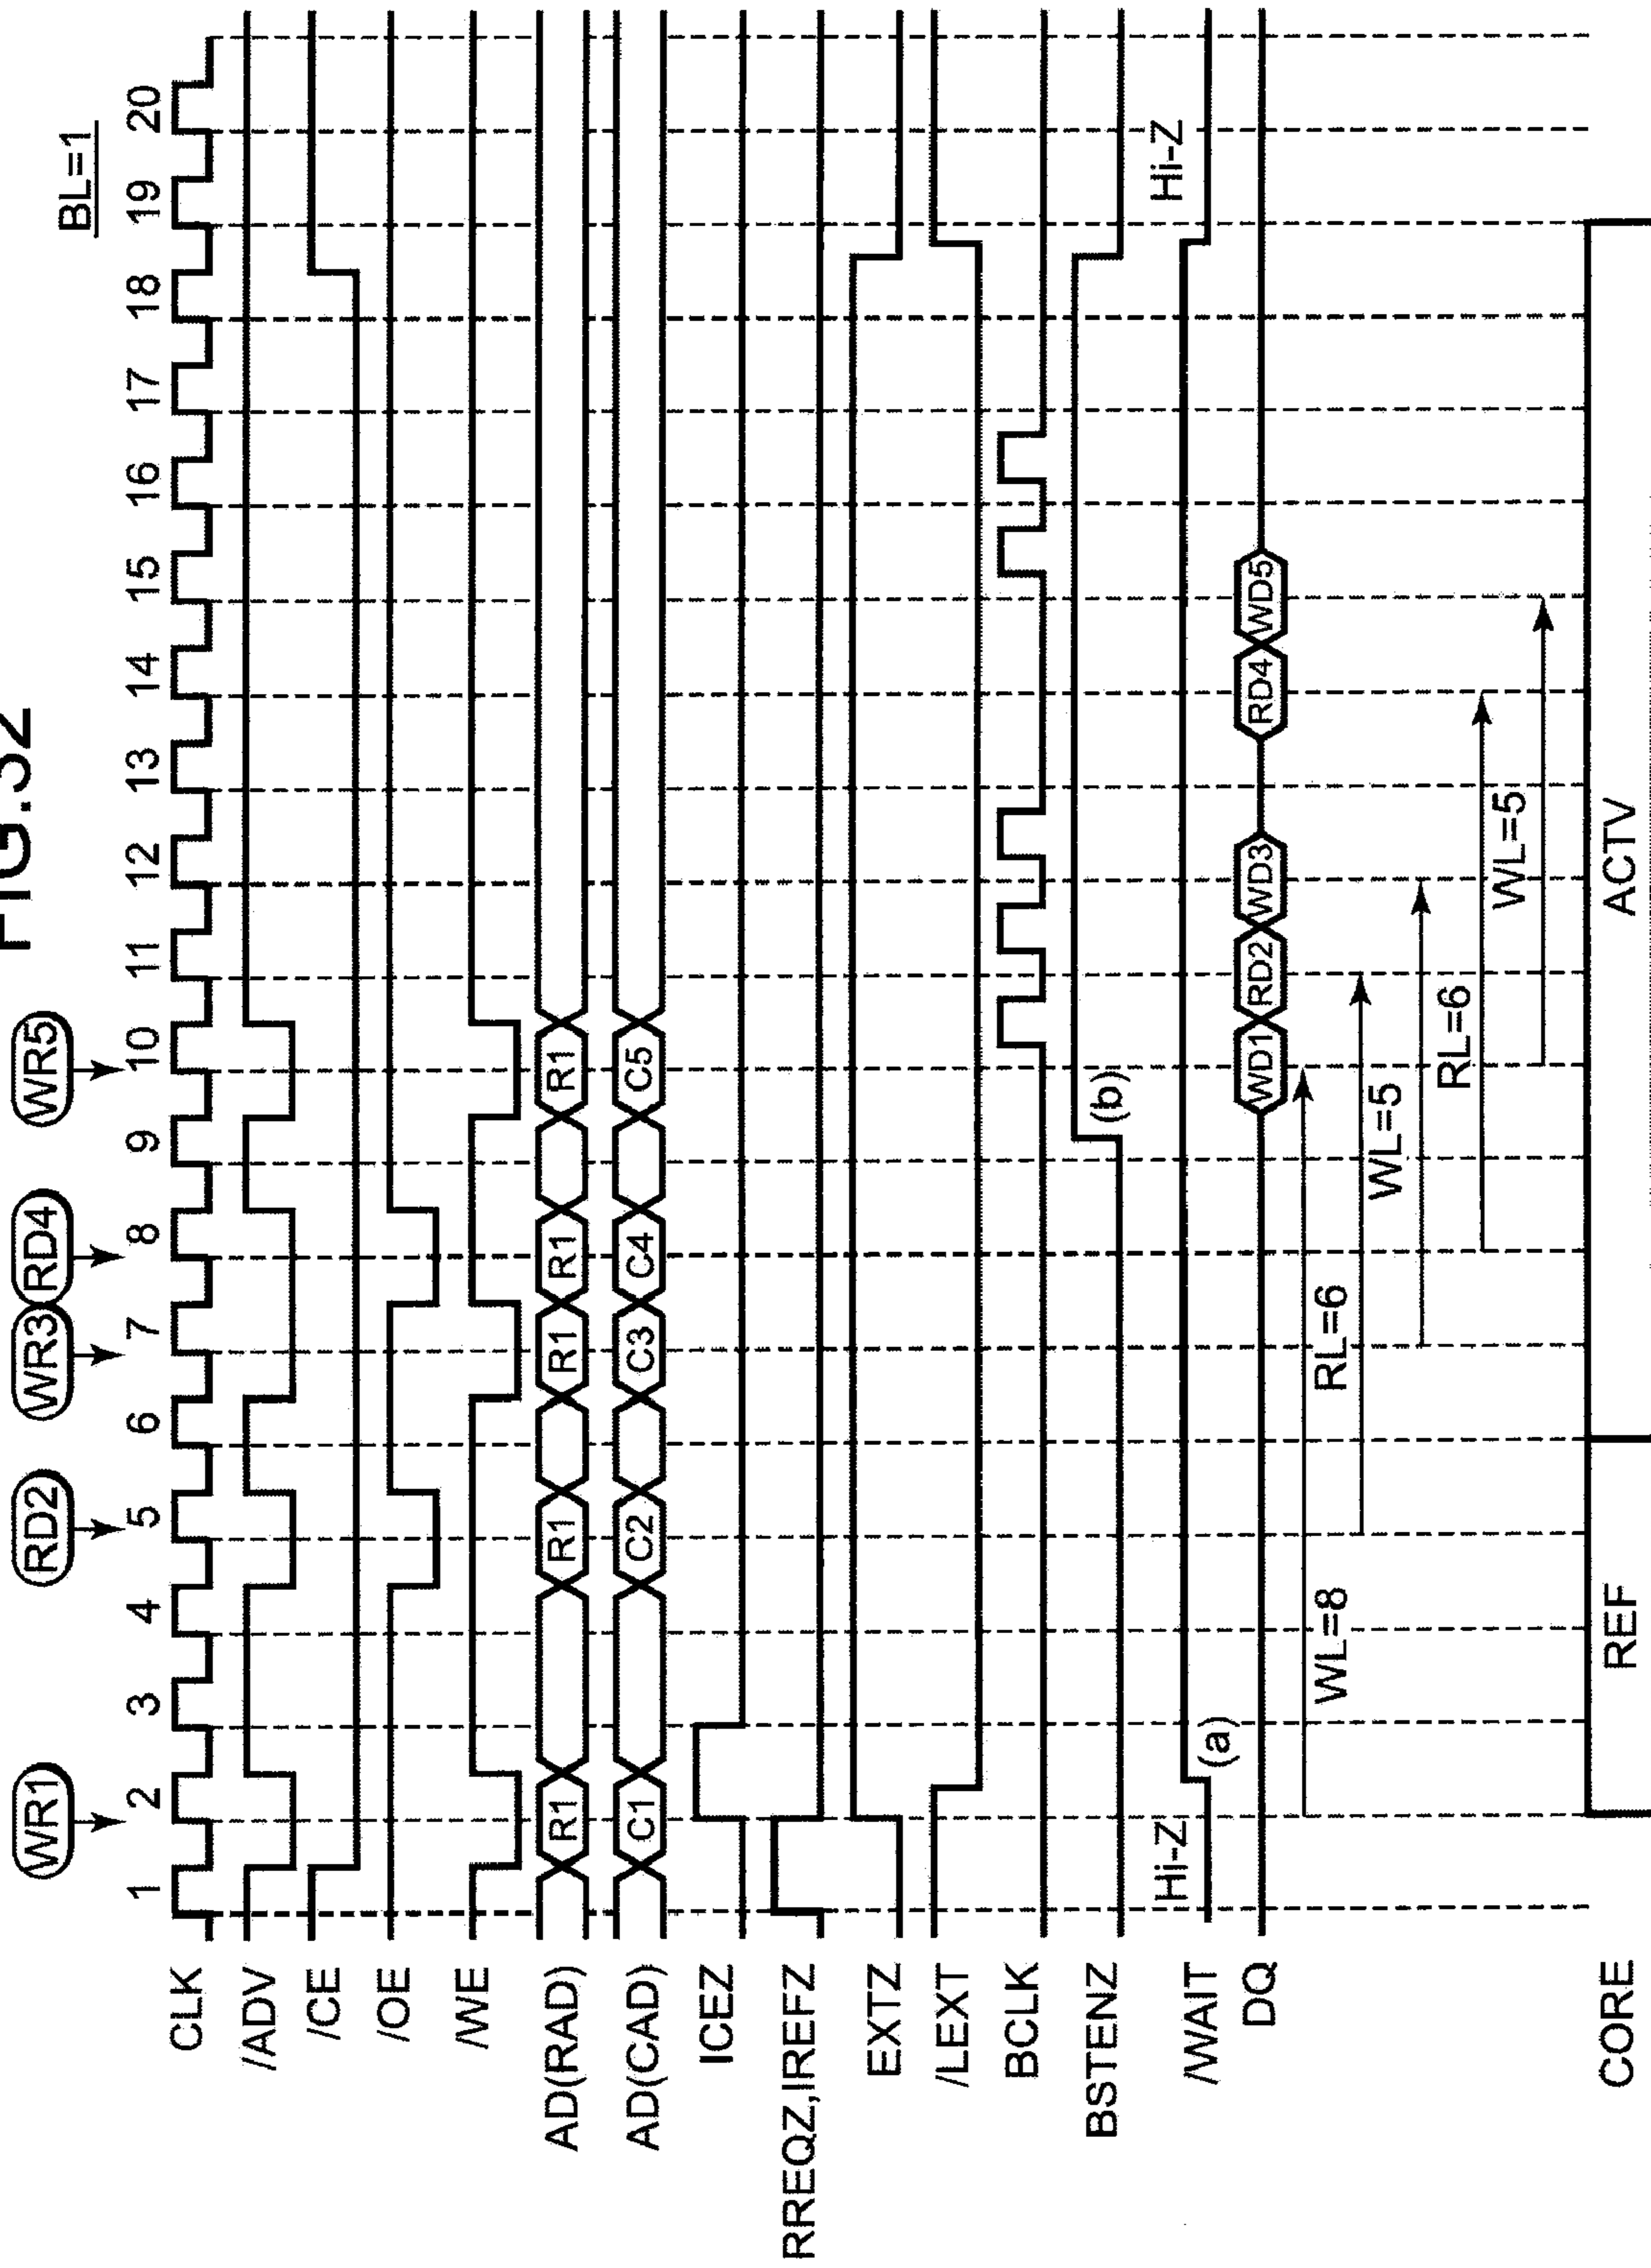 FIG.32
BL=1
WR1 RD2 WR3 RD4 WR5
1 2 3 4 5 6 7 8 9 10 11 12 13 14 15 16 17 18 19 20
CLK
/ADV
/CE
/OE
/WE
AD(RAD) R1 R1 R1 R1 R1
AD(CAD) C1 C2 C3 C4 C5
ICEZ
RREQZ,IREFZ
EXTZ
/LEXT
BCLK
BSTENZ (b)
/WAIT Hi-Z (a) Hi-Z
DQ WD1 RD2 WD3 RD4 WD5
WL=8
RL=6
WL=5
RL=6
WL=5
CORE REF ACTV